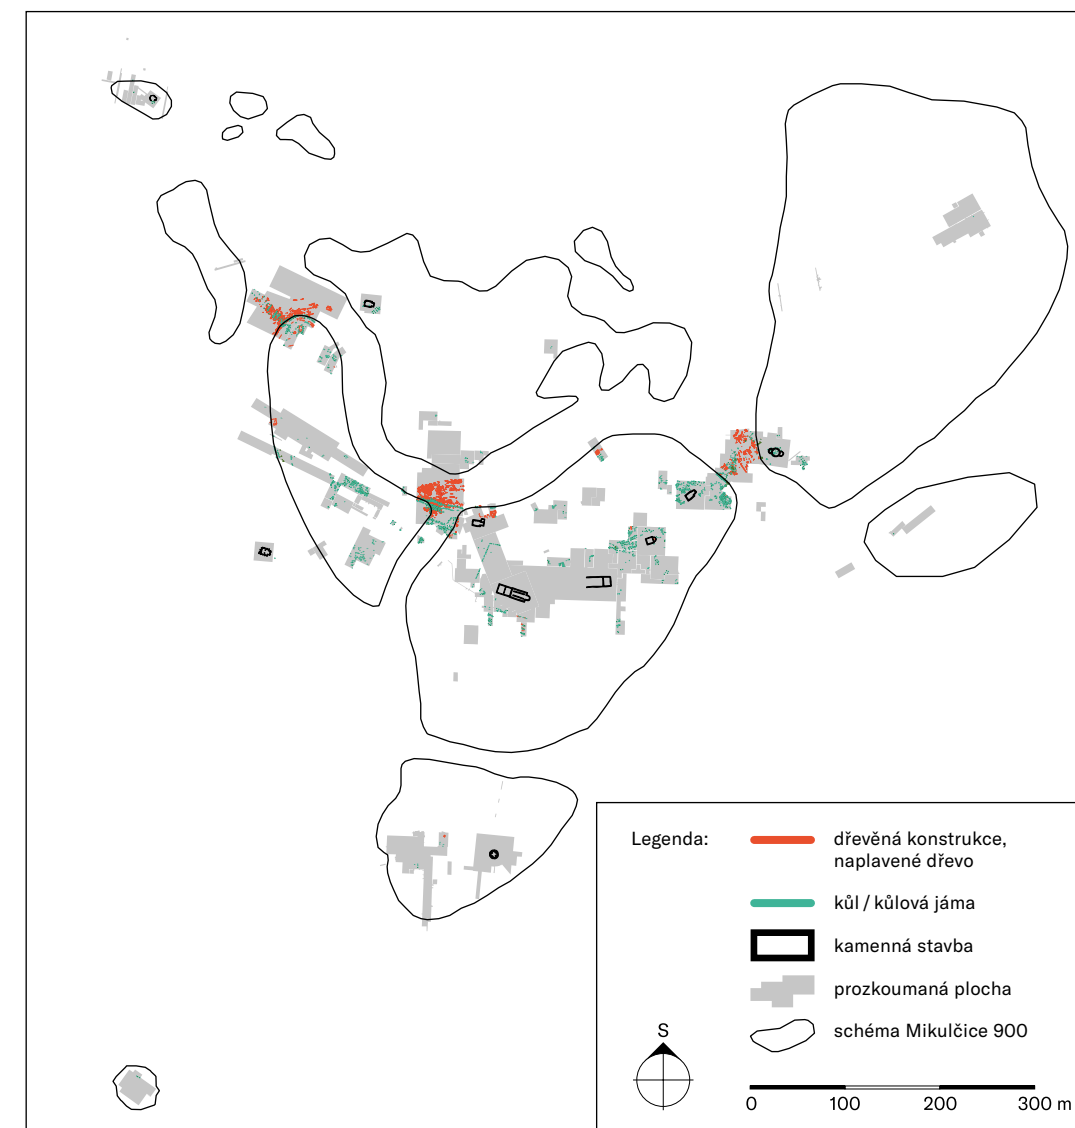 Legenda:
dřevěná konstrukce,
naplavené dřevo
kůl / kůlová jáma
kamenná stavba
prozkoumaná plocha
schéma Mikulčice 900
S
0 100 200 300 m